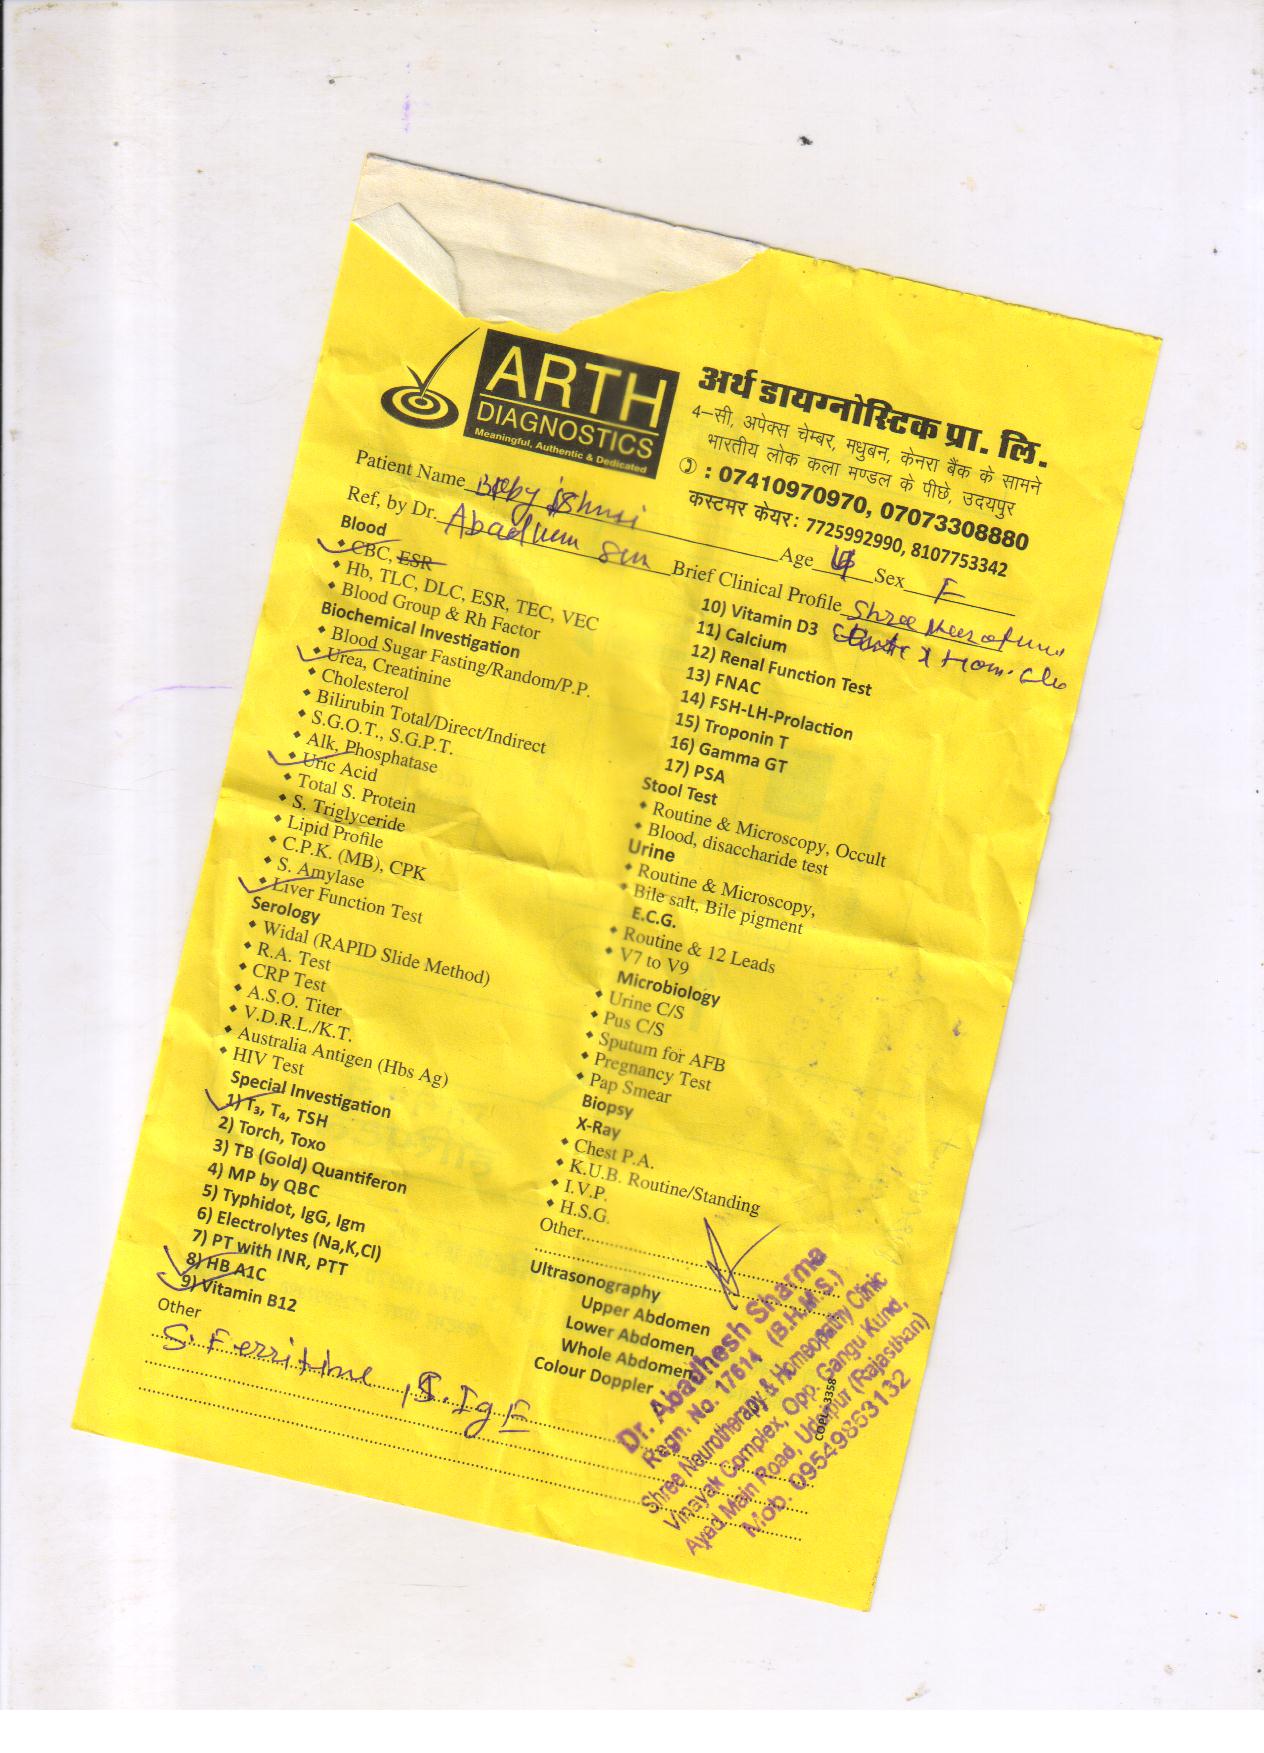 ARTH
DIAGNOSTICS
Meaningful, Authentic & Dedicated
अर्थ डायग्नोस्टिक प्रा. लि.
4–सी, अपेक्स चेम्बर, मधुबन, केनरा बैंक के सामने
भारतीय लोक कला मण्डल के पीछे, उदयपुर
: 07410970970, 07073308880
कस्टमर केयर: 7725992990, 8107753342
Patient Name Baby
Age Sex F
Ref, by Dr. Brief Clinical Profile Shree
Blood
CBC, ESR
Hb, TLC, DLC, ESR, TEC, VEC
Blood Group & Rh Factor
Biochemical Investigation
Blood Sugar Fasting/Random/P.P.
Urea, Creatinine
Cholesterol
Bilirubin Total/Direct/Indirect
S.G.O.T., S.G.P.T.
Alk, Phosphatase
Uric Acid
Total S. Protein
S. Triglyceride
Lipid Profile
C.P.K. (MB), CPK
S. Amylase
Liver Function Test
Serology
Widal (RAPID Slide Method)
R.A. Test
CRP Test
A.S.O. Titer
V.D.R.L./K.T.
Australia Antigen (Hbs Ag)
HIV Test
Special Investigation
1) T₃, T₄, TSH
2) Torch, Toxo
3) TB (Gold) Quantiferon
4) MP by QBC
5) Typhidot, IgG, Igm
6) Electrolytes (Na,K,Cl)
7) PT with INR, PTT
8) HB A1C
9) Vitamin B12
Other
S. Ferritine, S. IgE
10) Vitamin D3
11) Calcium
12) Renal Function Test
13) FNAC
14) FSH-LH-Prolaction
15) Troponin T
16) Gamma GT
17) PSA
Stool Test
Routine & Microscopy, Occult
Blood, disaccharide test
Urine
Routine & Microscopy,
Bile salt, Bile pigment
E.C.G.
Routine & 12 Leads
V7 to V9
Microbiology
Urine C/S
Pus C/S
Sputum for AFB
Pregnancy Test
Pap Smear
Biopsy
X-Ray
Chest P.A.
K.U.B. Routine/Standing
I.V.P.
H.S.G.
Other
Ultrasonography
Upper Abdomen
Lower Abdomen
Whole Abdomen
Colour Doppler
Dr. Abadhesh Sharma
Regn. No. 17614 (B.H.M.S.)
Shree Neurotherapy & Homeopathy Clinic
Vinayak Complex, Opp. Gangu Kund,
Ayad Main Road, Udaipur (Rajasthan)
Mob. 09549863132